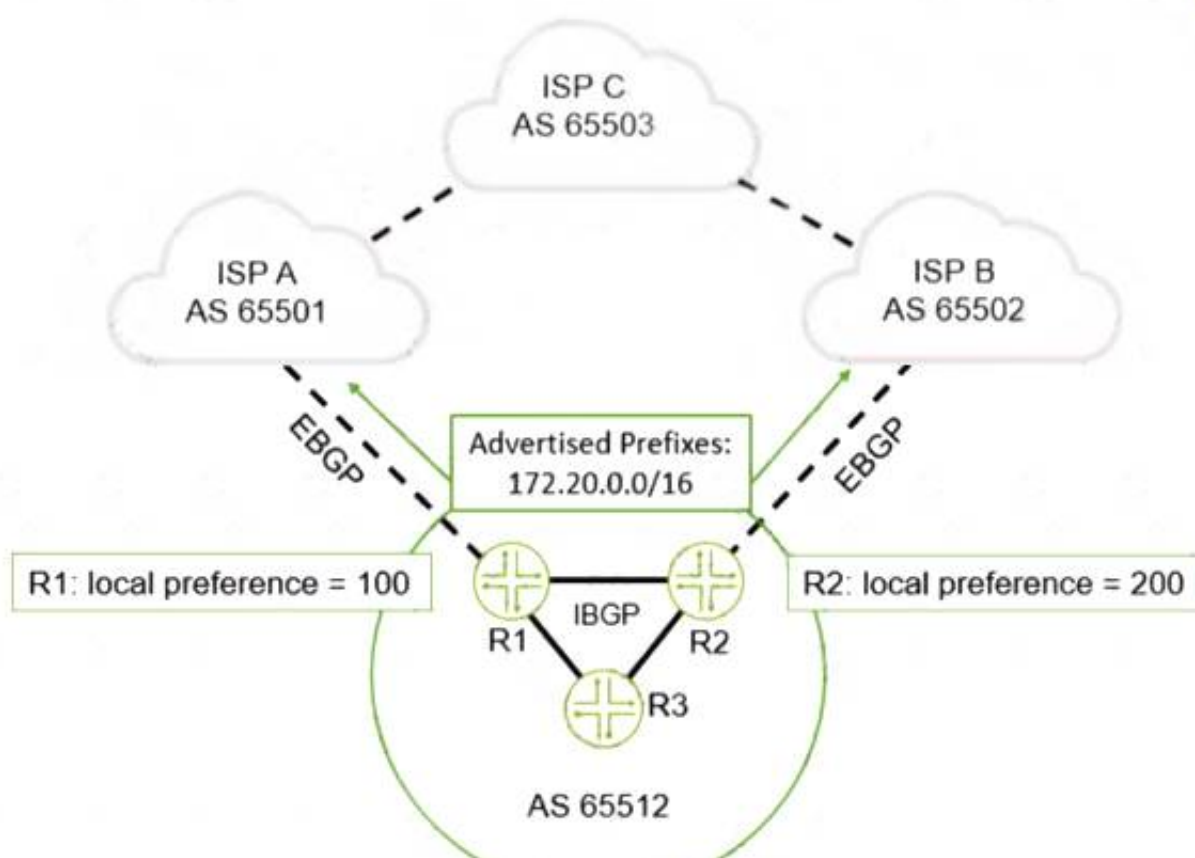 ISP C
AS 65503
ISP A
AS 65501
ISP B
AS 65502
EBGP
Advertised Prefixes:
172.20.0.0/16
EBGP
R1: local preference = 100
R2: local preference = 200
IBGP
R1
R2
R3
AS 65512